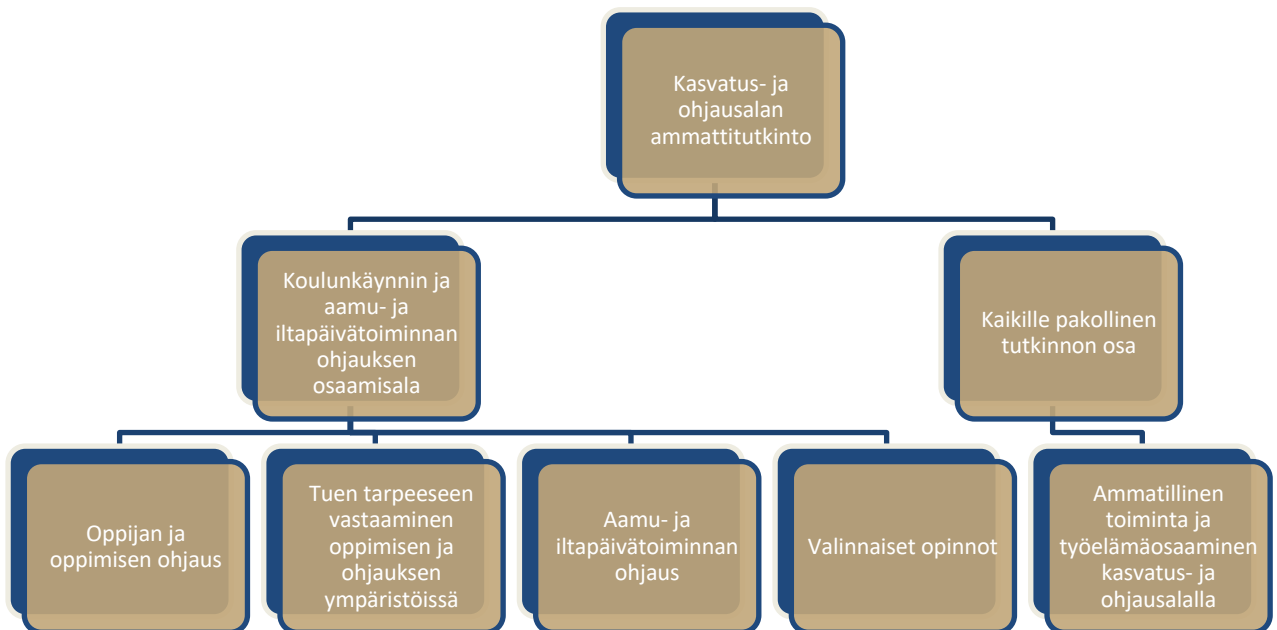 Kasvatus- ja
ohjausalan
ammattitutkinto
Koulunkäynnin ja
aamu- ja
iltapäivätoiminnan
ohjauksen
osaamisala
Kaikille pakollinen
tutkinnon osa
Oppijan ja
oppimisen ohjaus
Tuen tarpeeseen
vastaaminen
oppimisen ja
ohjauksen
ympäristöissä
Aamu- ja
iltapäivätoiminnan
ohjaus
Valinnaiset opinnot
Ammatillinen
toiminta ja
työelämäosaaminen
kasvatus- ja
ohjausalalla